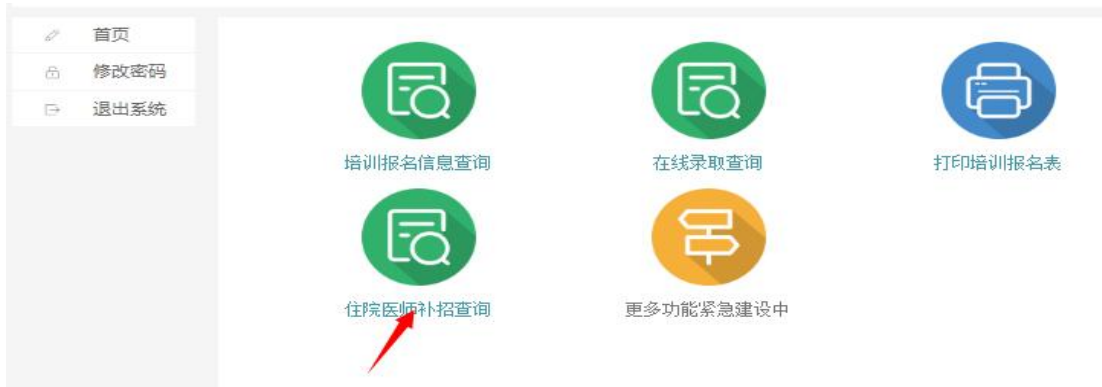 首页
修改密码
退出系统
培训报名信息查询
在线录取查询
打印培训报名表
住院医师补招查询
更多功能紧急建设中